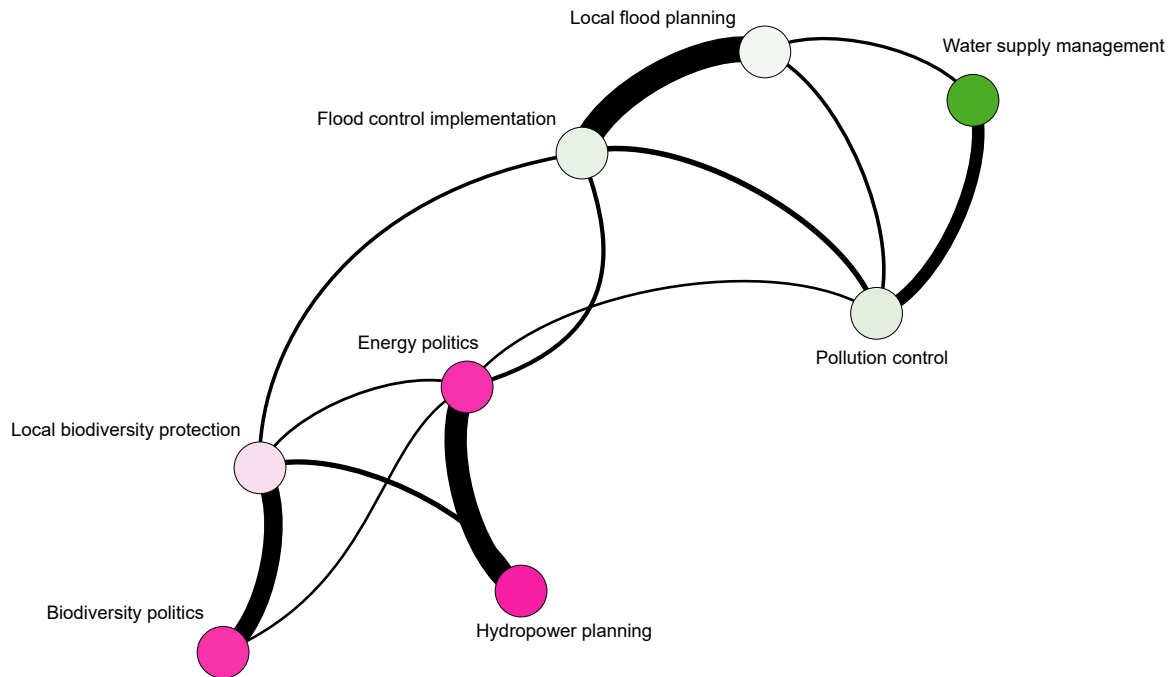 Local flood planning
Water supply management
Flood control implementation
Energy politics
Pollution control
Local biodiversity protection
Biodiversity politics
Hydropower planning